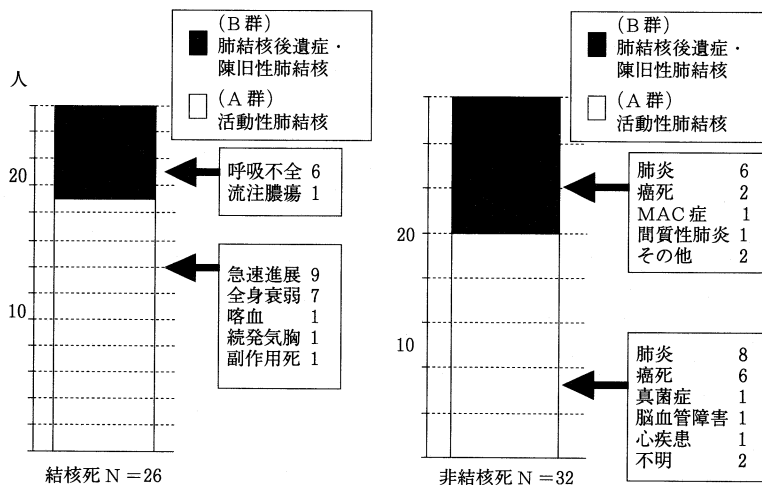 (B群)
肺結核後遺症・
陳旧性肺結核
(A群)
活動性肺結核
人
20
10
呼吸不全 6
流注膿瘍 1
急速進展 9
全身衰弱 7
喀血 1
続発気胸 1
副作用死 1
結核死 N=26
(B群)
肺結核後遺症・
陳旧性肺結核
(A群)
活動性肺結核
20
10
肺炎 6
癌死 2
MAC症 1
間質性肺炎 1
その他 2
肺炎 8
癌死 6
真菌症 1
脳血管障害 1
心疾患 1
不明 2
非結核死 N=32